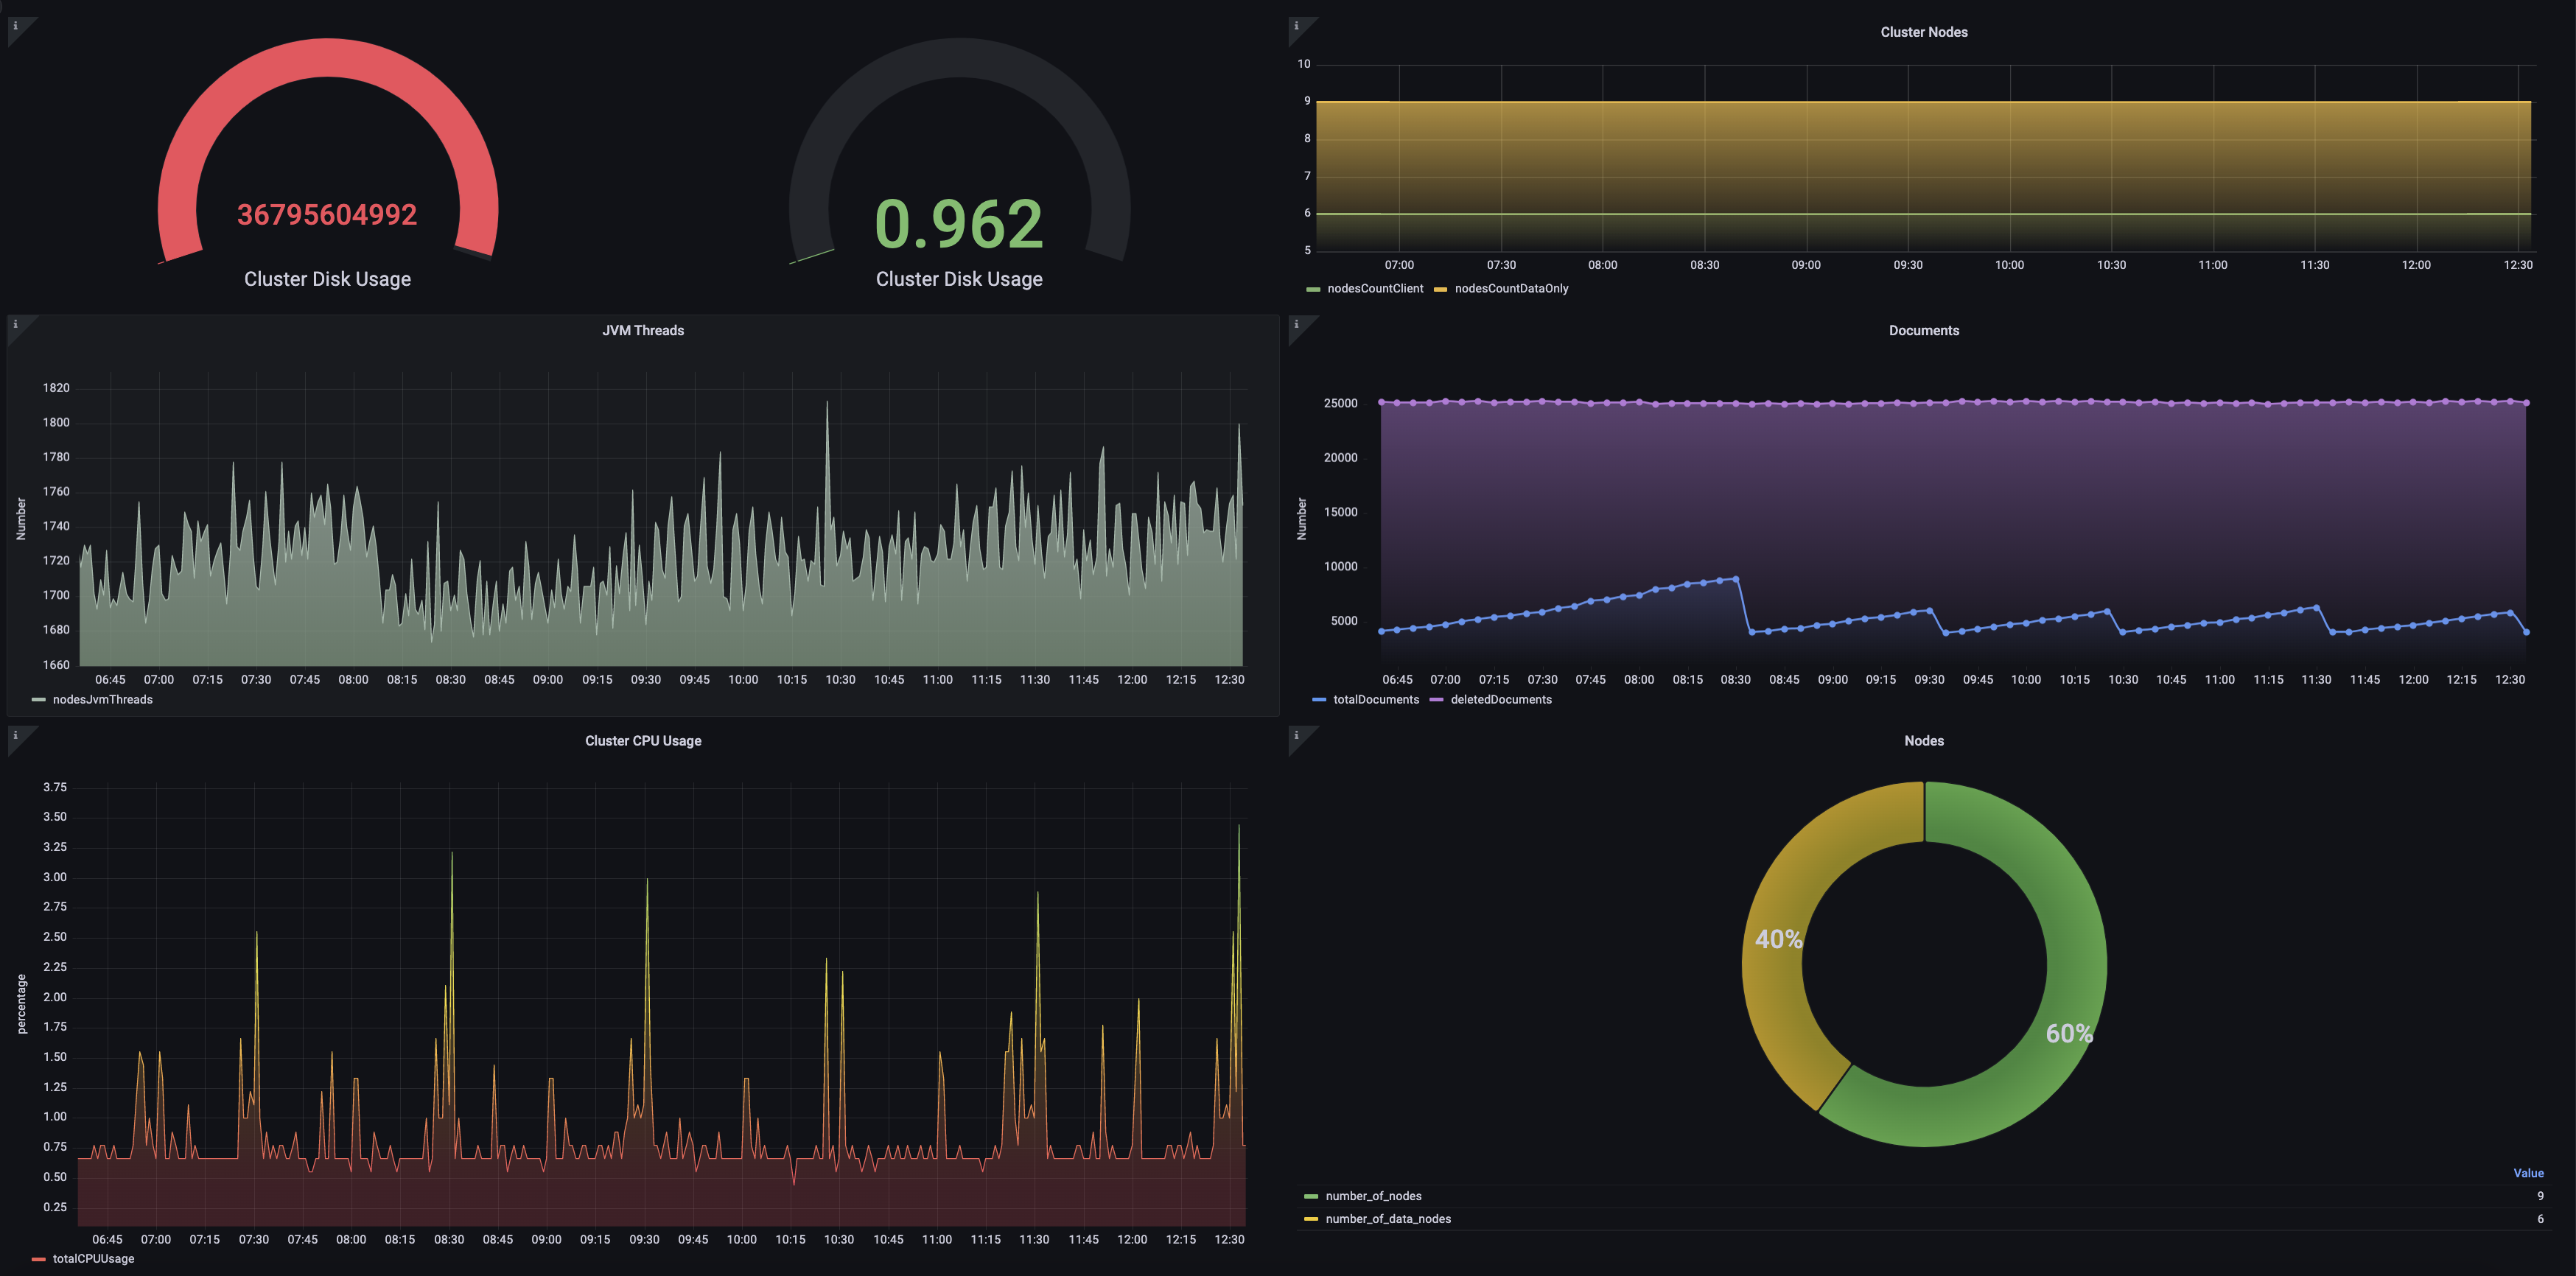 36795604992
Cluster Disk Usage
0.962
Cluster Disk Usage
Cluster Nodes
10
9
8
7
6
5
07:00 07:30 08:00 08:30 09:00 09:30 10:00 10:30 11:00 11:30 12:00 12:30
nodesCountClient nodesCountDataOnly
JVM Threads
Number
1820
1800
1780
1760
1740
1720
1700
1680
1660
06:45 07:00 07:15 07:30 07:45 08:00 08:15 08:30 08:45 09:00 09:15 09:30 09:45 10:00 10:15 10:30 10:45 11:00 11:15 11:30 11:45 12:00 12:15 12:30
nodesJvmThreads
Documents
Number
25000
20000
15000
10000
5000
06:45 07:00 07:15 07:30 07:45 08:00 08:15 08:30 08:45 09:00 09:15 09:30 09:45 10:00 10:15 10:30 10:45 11:00 11:15 11:30 11:45 12:00 12:15 12:30
totalDocuments deletedDocuments
Cluster CPU Usage
percentage
3.75
3.50
3.25
3.00
2.75
2.50
2.25
2.00
1.75
1.50
1.25
1.00
0.75
0.50
0.25
06:45 07:00 07:15 07:30 07:45 08:00 08:15 08:30 08:45 09:00 09:15 09:30 09:45 10:00 10:15 10:30 10:45 11:00 11:15 11:30 11:45 12:00 12:15 12:30
totalCPUUsage
Nodes
40%
60%
Value
number_of_nodes 9
number_of_data_nodes 6